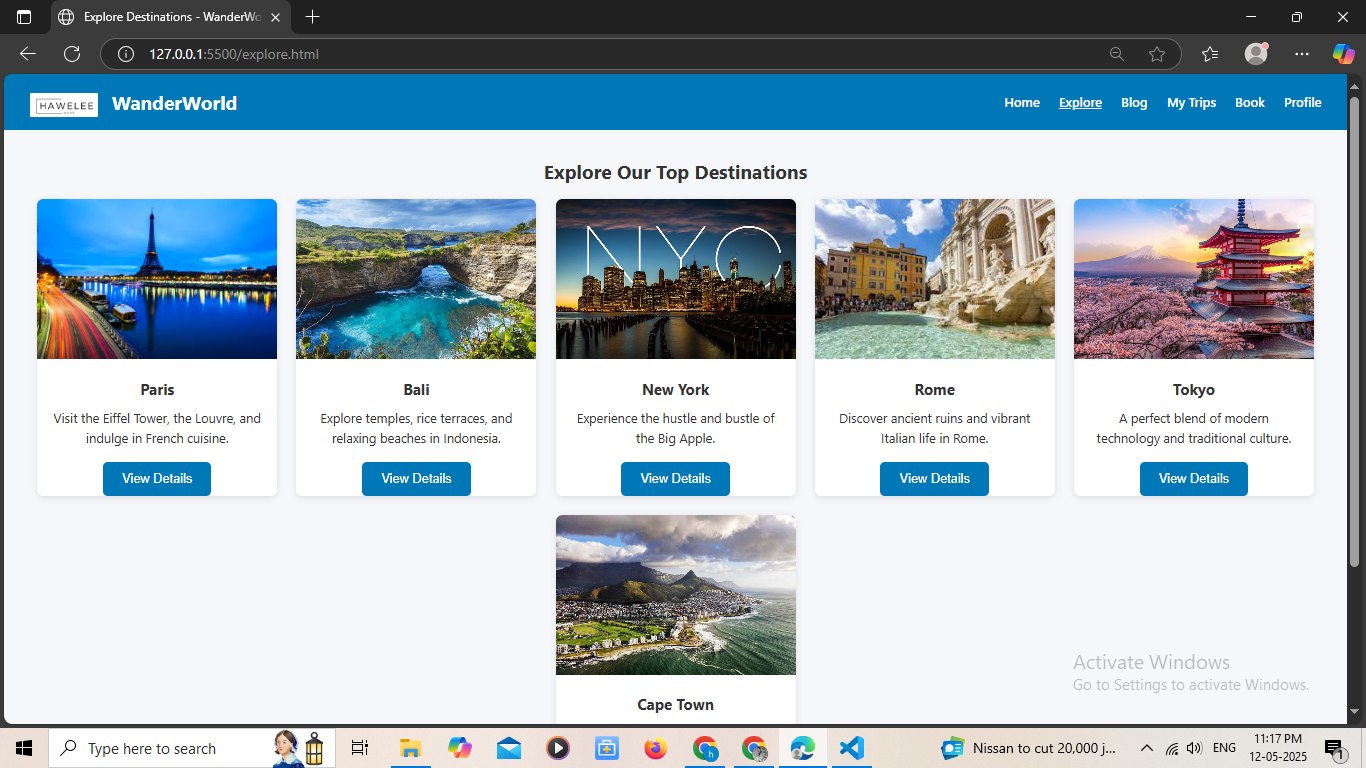 Explore Destinations - WanderWo
127.0.0.1:5500/explore.html
HAWELEE
WanderWorld
Home
Explore
Blog
My Trips
Book
Profile
Explore Our Top Destinations
NYC
Paris
Visit the Eiffel Tower, the Louvre, and
indulge in French cuisine.
View Details
Bali
Explore temples, rice terraces, and
relaxing beaches in Indonesia.
View Details
New York
Experience the hustle and bustle of
the Big Apple.
View Details
Rome
Discover ancient ruins and vibrant
Italian life in Rome.
View Details
Tokyo
A perfect blend of modern
technology and traditional culture.
View Details
Cape Town
Activate Windows
Go to Settings to activate Windows.
Type here to search
h
Nissan to cut 20,000 j...
ENG
11:17 PM
12-05-2025
1